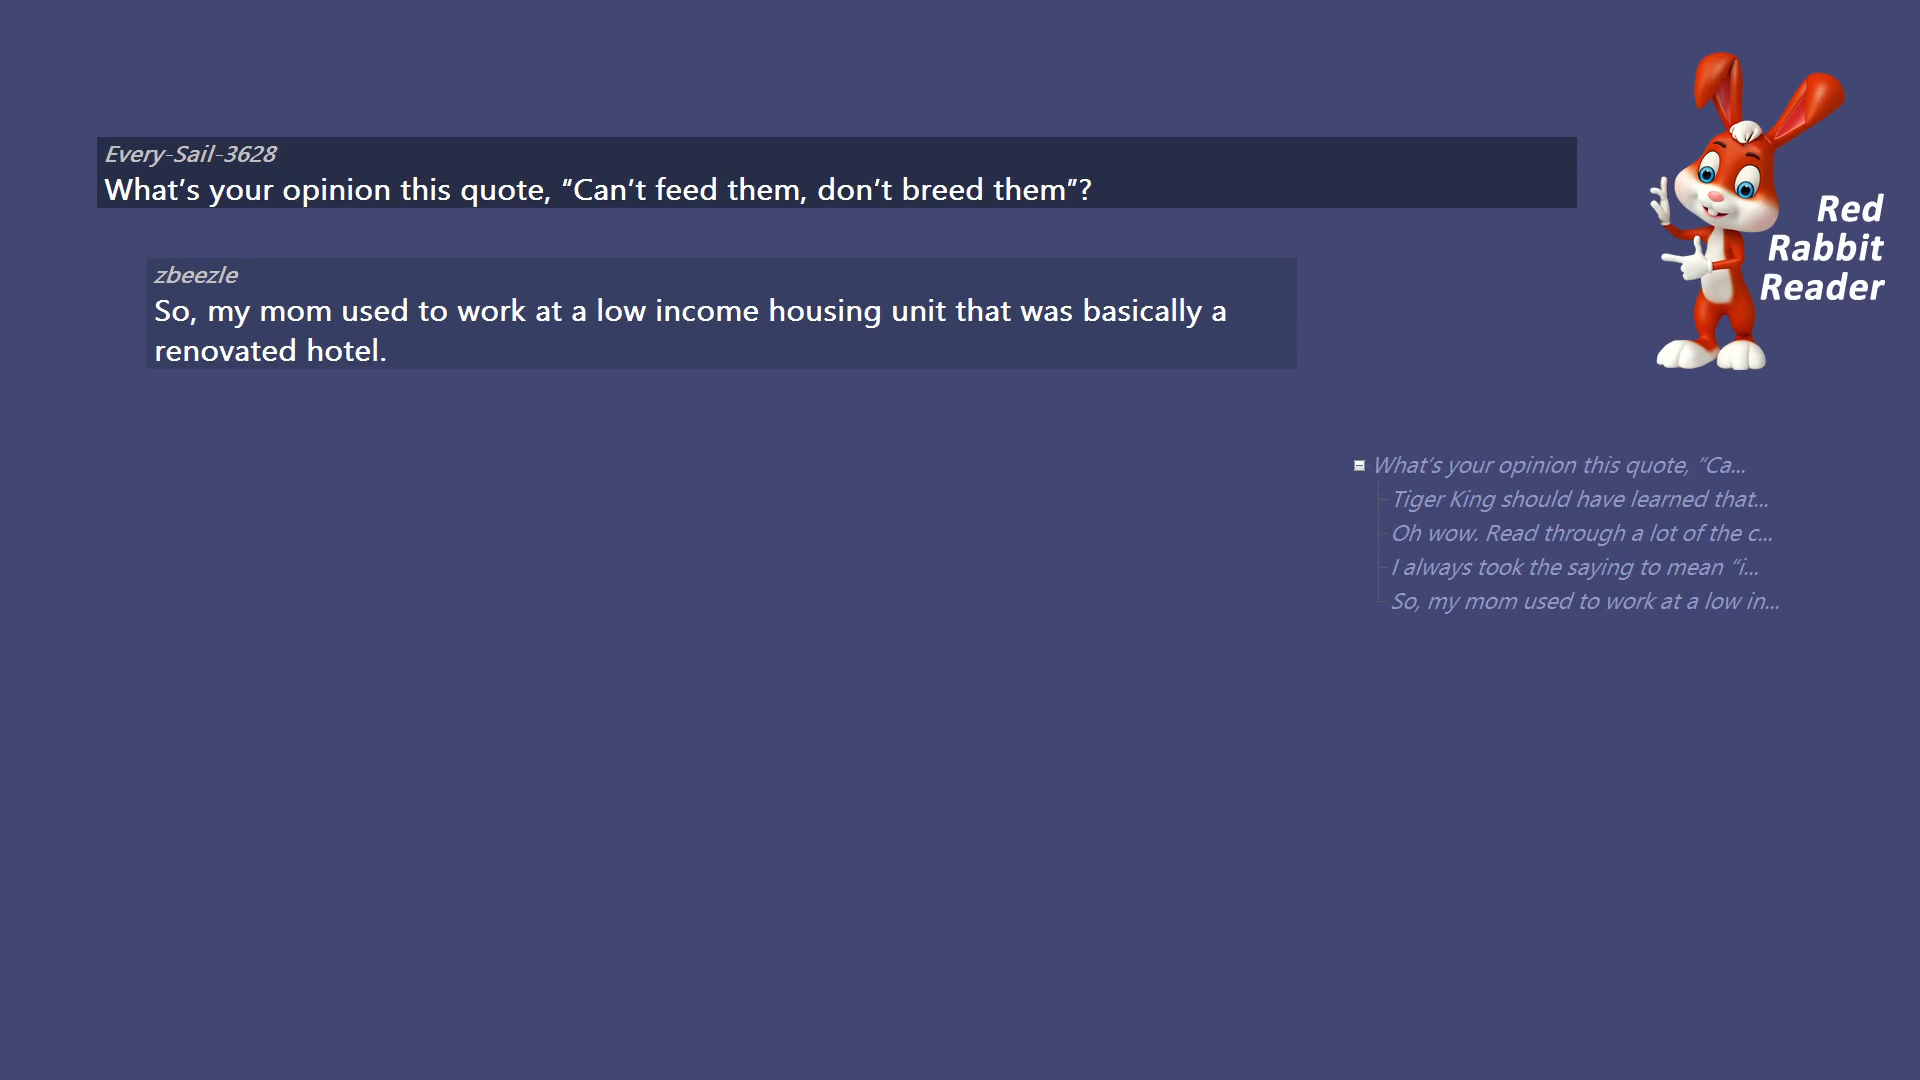 Every-Sail-3628
What’s your opinion this quote, “Can’t feed them, don’t breed them”?
zbeezle
So, my mom used to work at a low income housing unit that was basically a
renovated hotel.
Red
Rabbit
Reader
What’s your opinion this quote, “Ca...
Tiger King should have learned that...
Oh wow. Read through a lot of the c...
I always took the saying to mean “i...
So, my mom used to work at a low in...